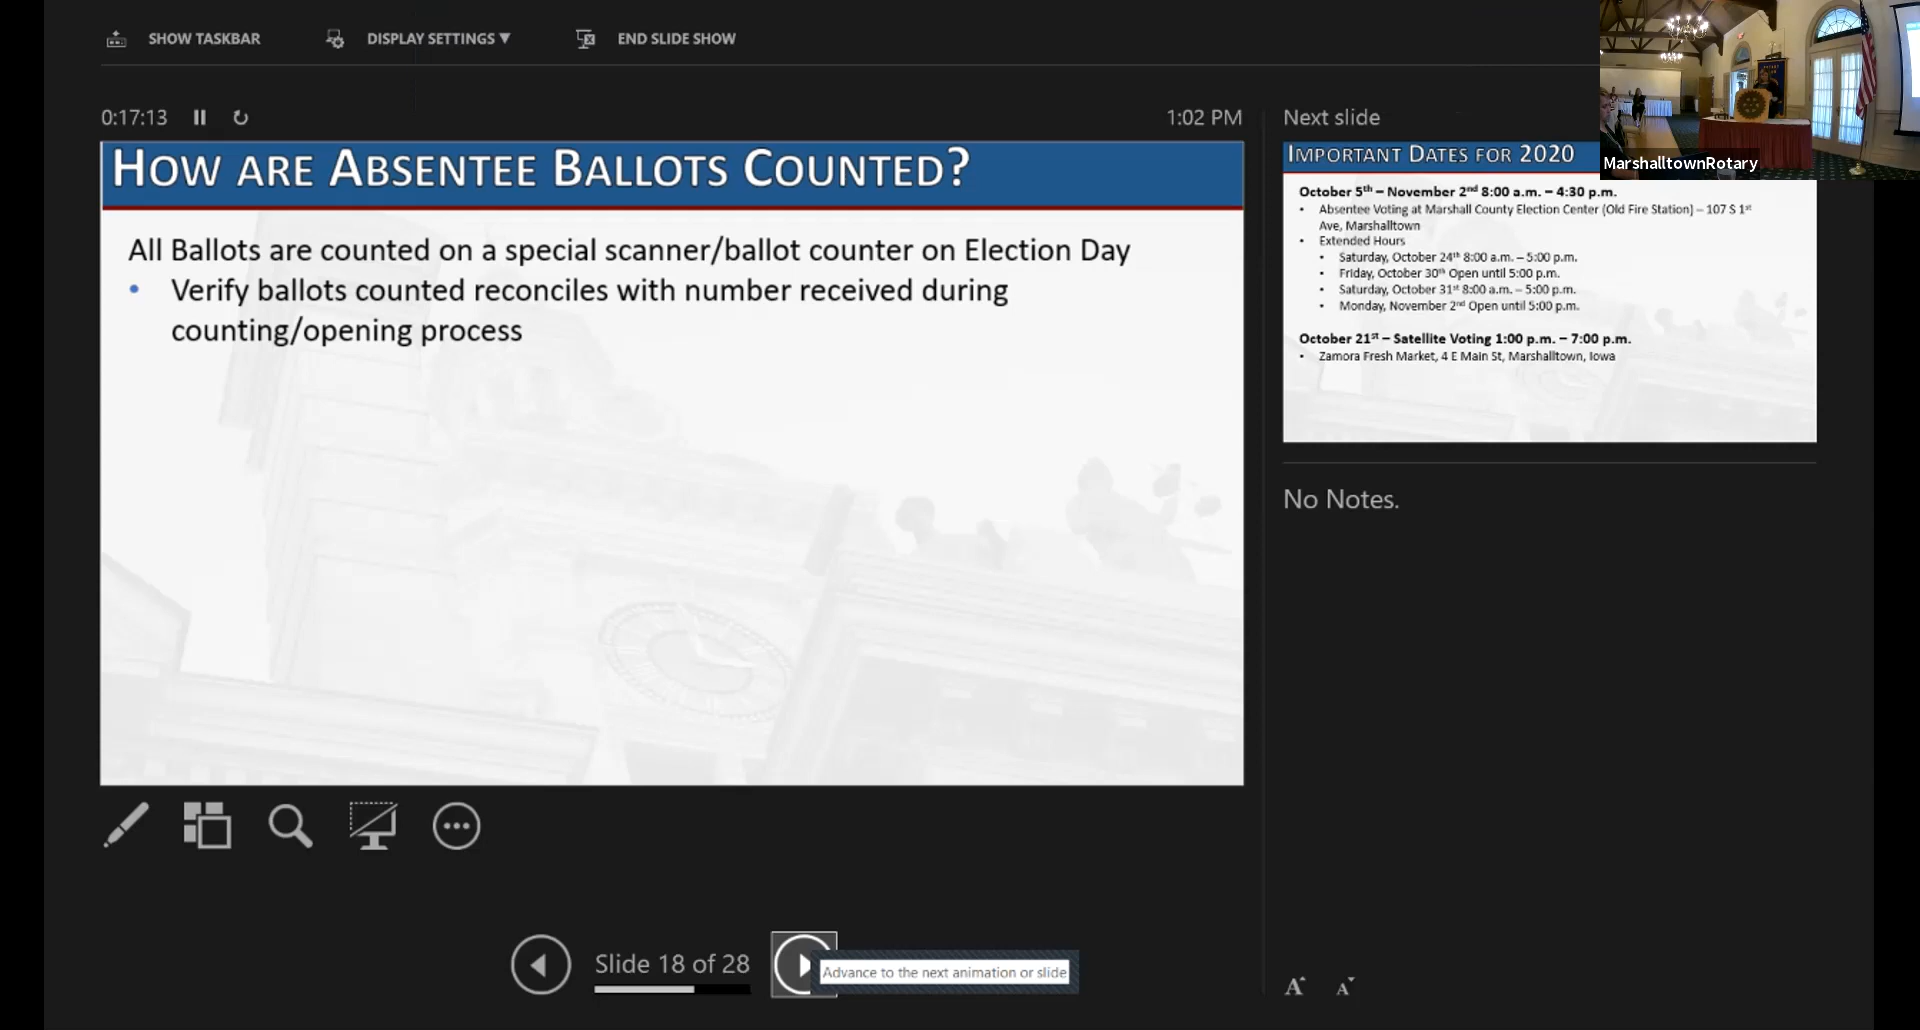 SHOW TASKBAR
DISPLAY SETTINGS ▼
END SLIDE SHOW
0:17:13
1:02 PM
Next slide
HOW ARE ABSENTEE BALLOTS COUNTED?
All Ballots are counted on a special scanner/ballot counter on Election Day
• Verify ballots counted reconciles with number received during
counting/opening process
IMPORTANT DATES FOR 2020
October 5th – November 2nd 8:00 a.m. – 4:30 p.m.
• Absentee Voting at Marshall County Election Center (Old Fire Station) – 107 S 1st
Ave, Marshalltown
• Extended Hours
• Saturday, October 24th 8:00 a.m. – 5:00 p.m.
• Friday, October 30th Open until 5:00 p.m.
• Saturday, October 31st 8:00 a.m. – 5:00 p.m.
• Monday, November 2nd Open until 5:00 p.m.
October 21st – Satellite Voting 1:00 p.m. – 7:00 p.m.
• Zamora Fresh Market, 4 E Main St, Marshalltown, Iowa
MarshalltownRotary
No Notes.
Slide 18 of 28
Advance to the next animation or slide
A A